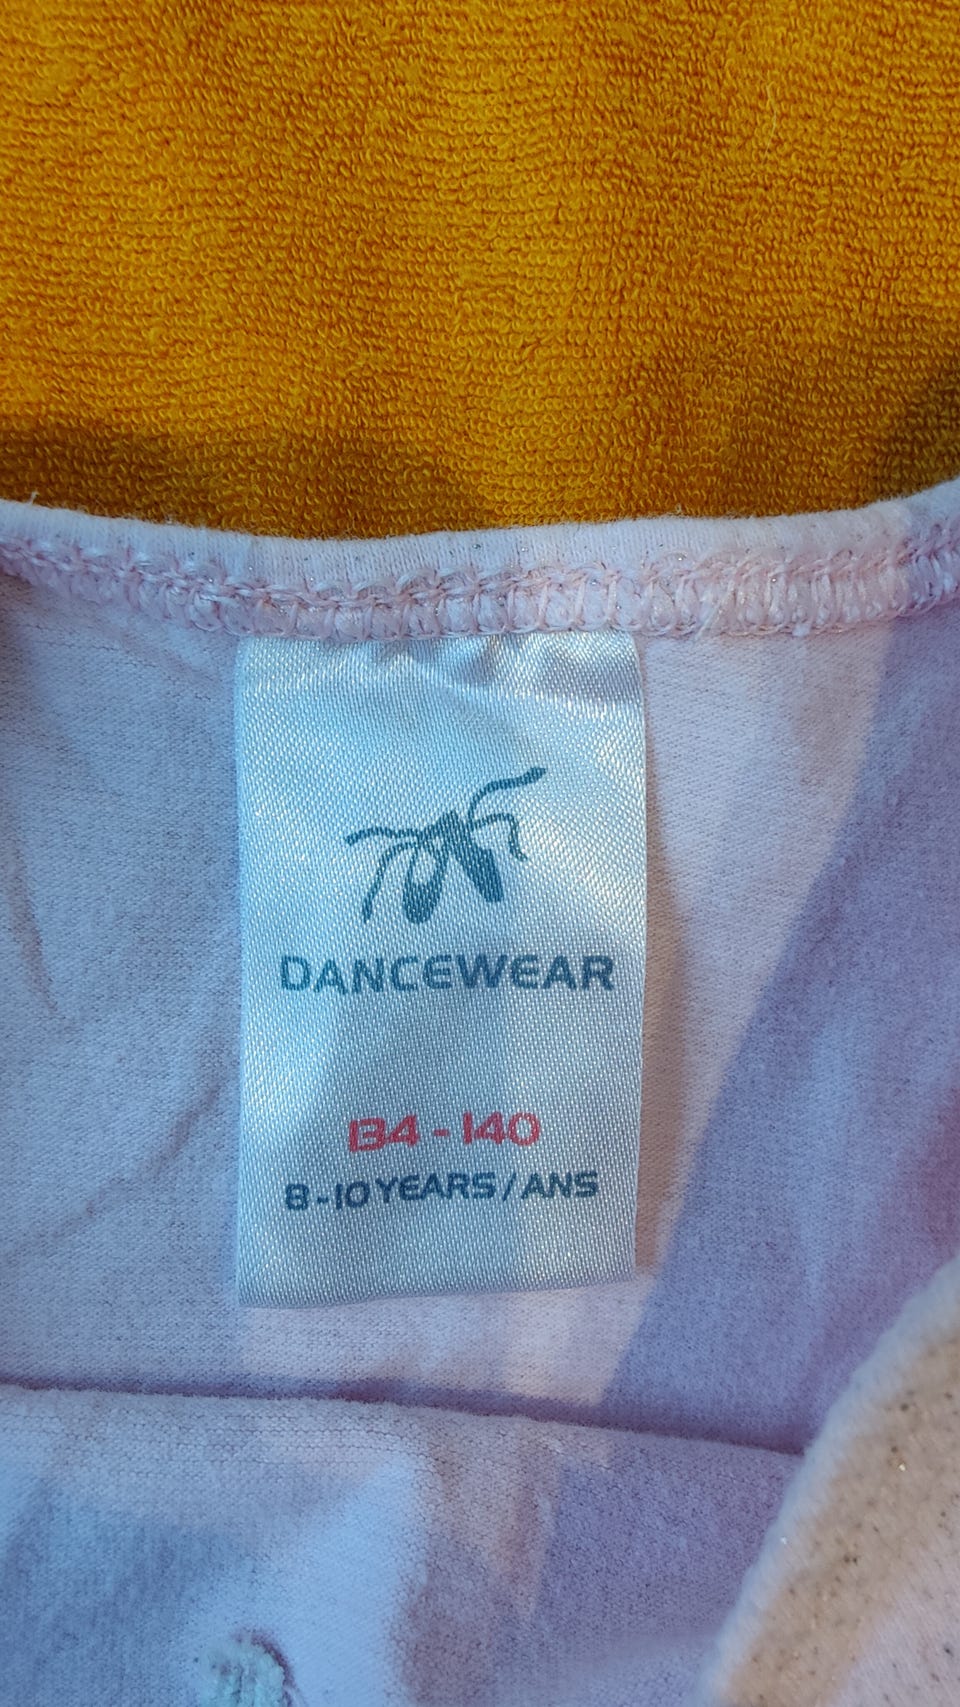 DANCEWEAR
134 - 140
8-10 YEARS / ANS